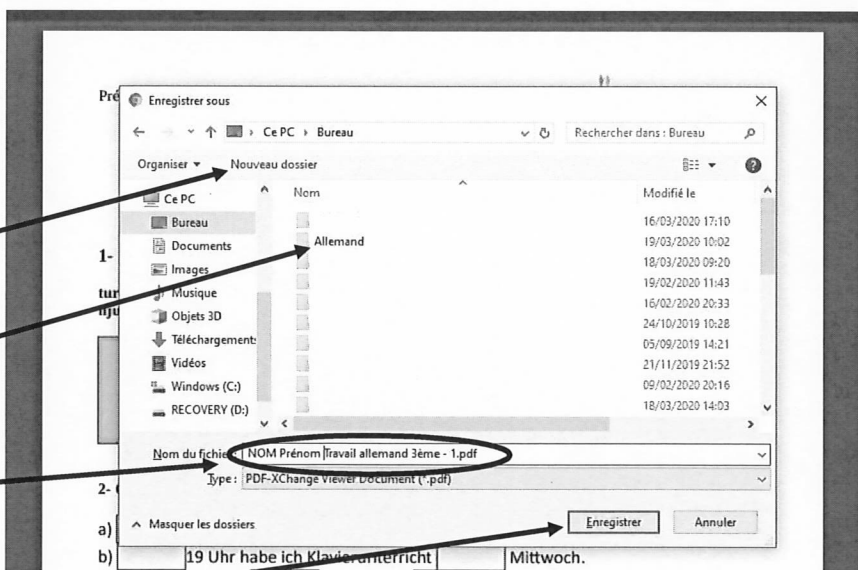 Pré
Enregistrer sous
Ce PC › Bureau
Rechercher dans : Bureau
Organiser
Nouveau dossier
Nom
Modifié le
Ce PC
Bureau
Documents
Images
Musique
Objets 3D
Téléchargement
Vidéos
Windows (C:)
RECOVERY (D:)
16/03/2020 17:10
Allemand
19/03/2020 10:02
18/03/2020 09:20
19/02/2020 11:43
16/02/2020 20:33
24/10/2019 10:28
05/09/2019 14:21
21/11/2019 21:52
09/02/2020 20:16
18/03/2020 14:03
1-
tur
Nom du fichier : NOM Prénom Travail allemand 3ème - 1.pdf
Type : PDF-XChange Viewer Document (*.pdf)
2-
Masquer les dossiers
Enregistrer
Annuler
a)
b) 19 Uhr habe ich Klavierunterricht Mittwoch.